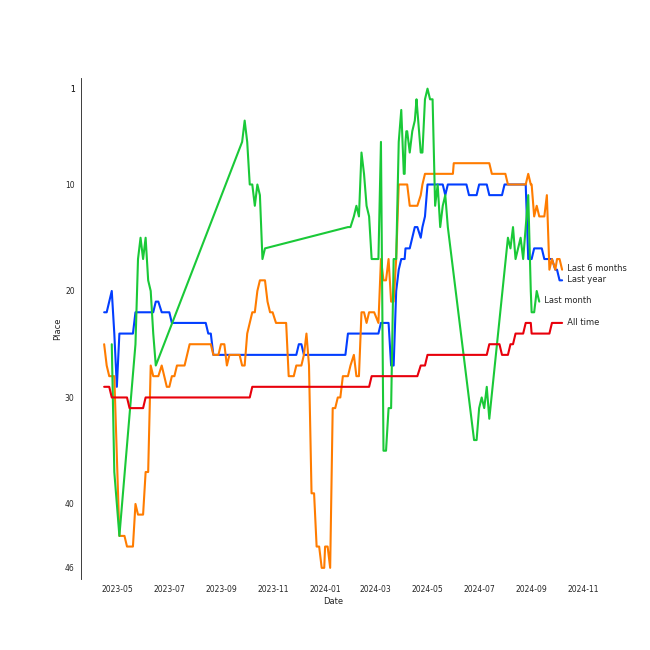 1
10
20
30
40
46
Place
Last 6 months
Last year
Last month
All time
2023-05
2023-07
2023-09
2023-11
2024-01
2024-03
2024-05
2024-07
2024-09
2024-11
Date